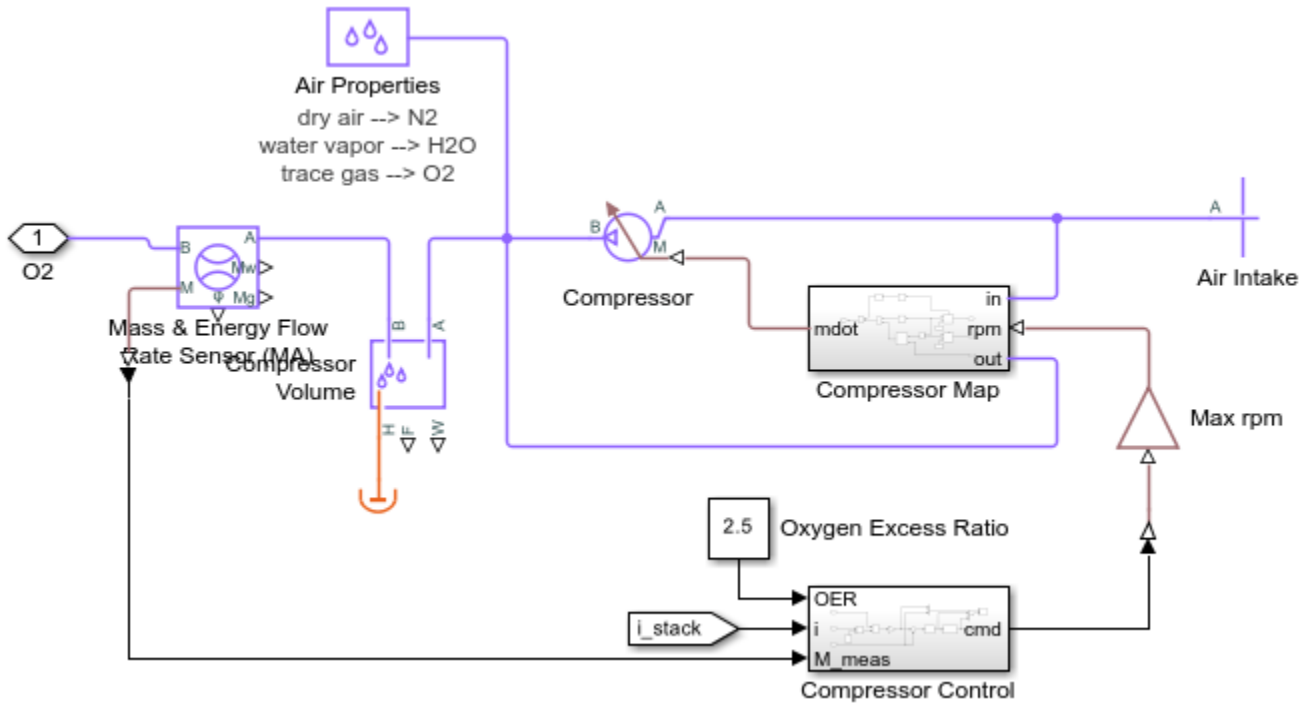 Air Properties
dry air --> N2
water vapor --> H2O
trace gas --> O2
1
O2
B
A
M
Mw
Mg
φ
Mass & Energy Flow
Rate Sensor (MA)
B
A
Compressor
Volume
H
F
W
B
A
M
Compressor
A
Air Intake
in
mdot
rpm
out
Compressor Map
Max rpm
2.5
Oxygen Excess Ratio
OER
i_stack
i
cmd
M_meas
Compressor Control